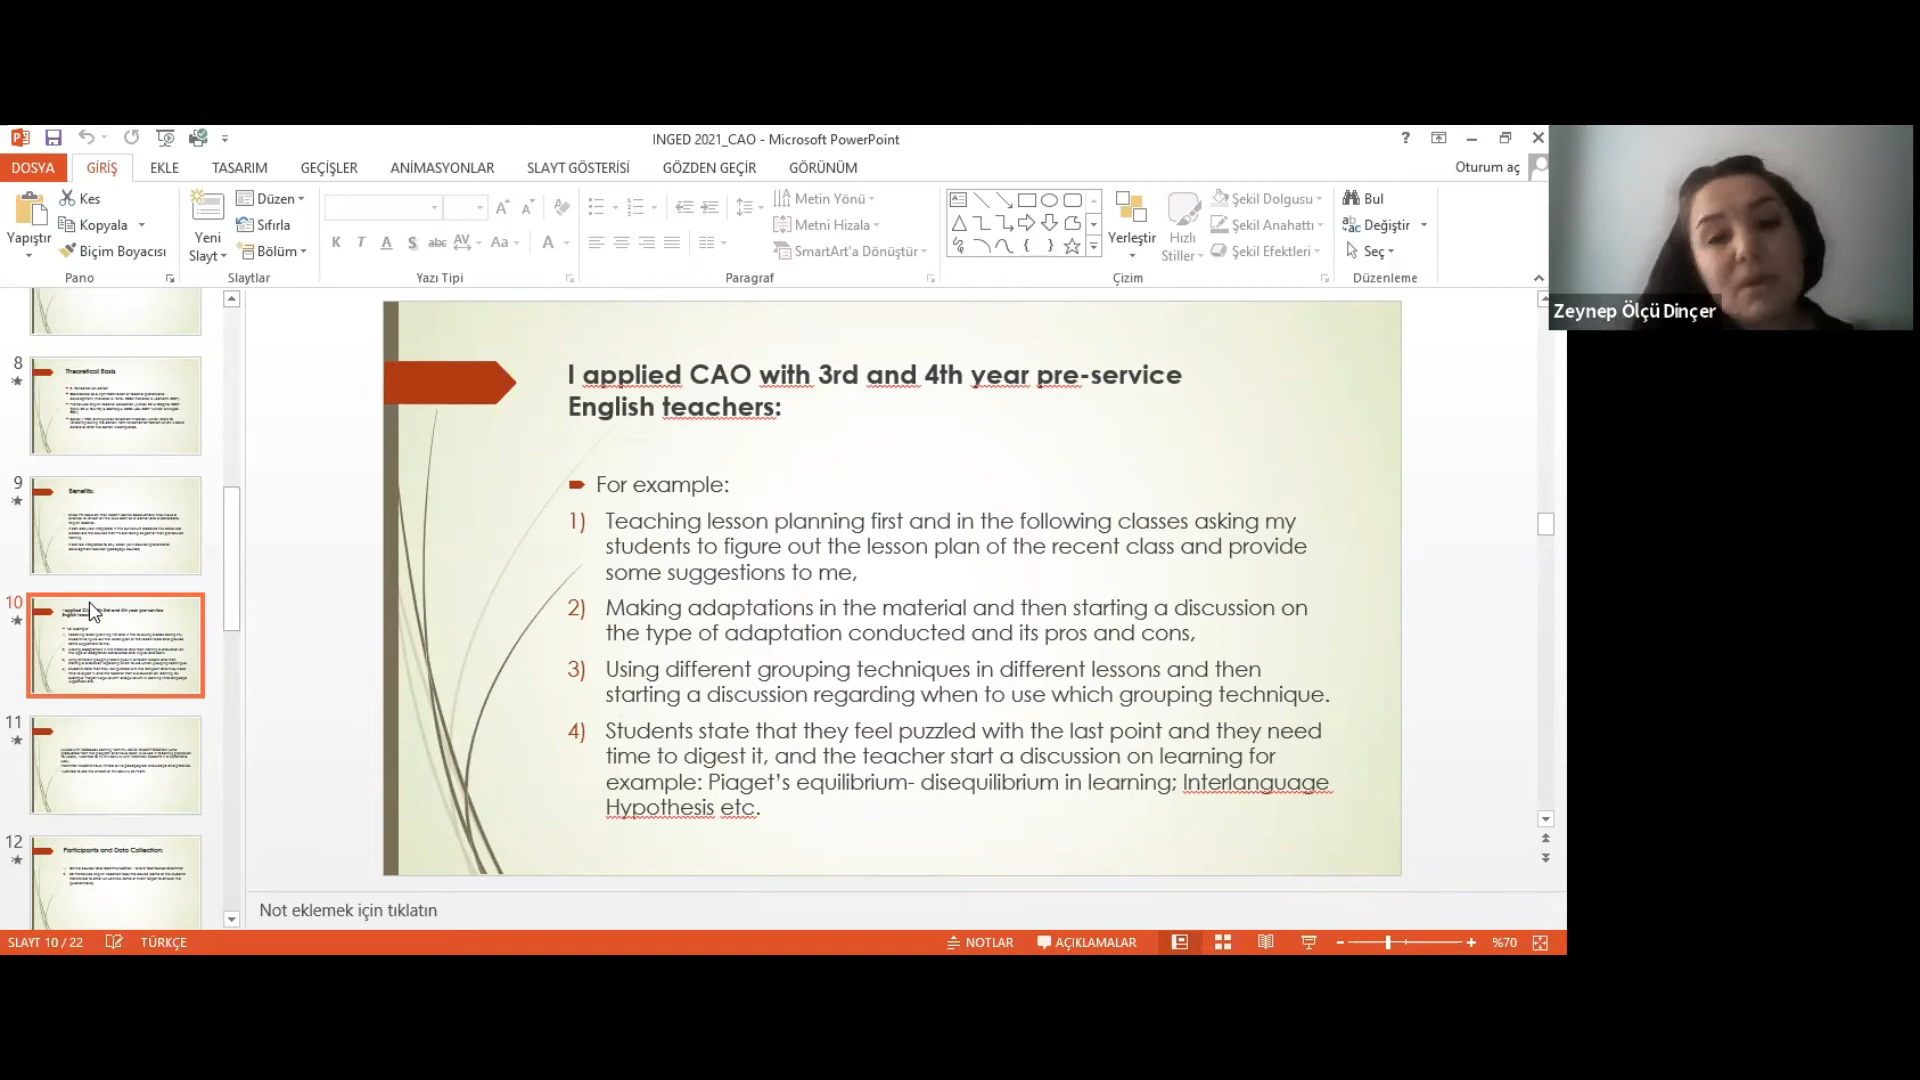 INGED 2021_CAO - Microsoft PowerPoint
?
DOSYA GİRİŞ EKLE TASARIM GEÇİŞLER ANİMASYONLAR SLAYT GÖSTERİSİ GÖZDEN GEÇİR GÖRÜNÜM Oturum aç
Yapıştır
Kes
Kopyala
Biçim Boyacısı
Pano
Yeni
Slayt
Düzen
Sıfırla
Bölüm
Slaytlar
K T A S abc AV Aa A
Yazı Tipi
Metin Yönü
Metni Hizala
SmartArt'a Dönüştür
Paragraf
Yerleştir
Hızlı
Stiller
Şekil Dolgusu
Şekil Anahattı
Şekil Efektleri
Çizim
Bul
Değiştir
Seç
Düzenleme
Zeynep Ölçü Dinçer
8
Theoretical Basis
9
Benefits:
10
11
12
Participants and Data Collection:
I applied CAO with 3rd and 4th year pre-service
English teachers:
For example:
1) Teaching lesson planning first and in the following classes asking my
students to figure out the lesson plan of the recent class and provide
some suggestions to me,
2) Making adaptations in the material and then starting a discussion on
the type of adaptation conducted and its pros and cons,
3) Using different grouping techniques in different lessons and then
starting a discussion regarding when to use which grouping technique.
4) Students state that they feel puzzled with the last point and they need
time to digest it, and the teacher start a discussion on learning for
example: Piaget's equilibrium- disequilibrium in learning; Interlanguage
Hypothesis etc.
Not eklemek için tıklatın
SLAYT 10 / 22 TÜRKÇE NOTLAR AÇIKLAMALAR %70